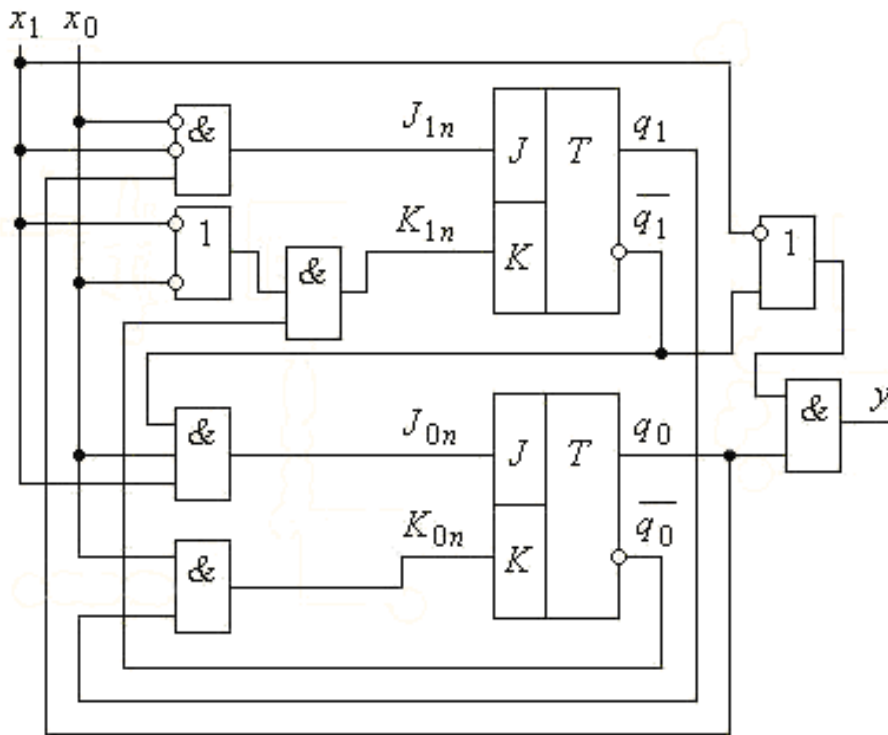 x₁ x₀
& J₁ₙ J T q₁
1 K₁ₙ K q̅₁
& 1
& J₀ₙ J T q₀ & y
& K₀ₙ K q̅₀